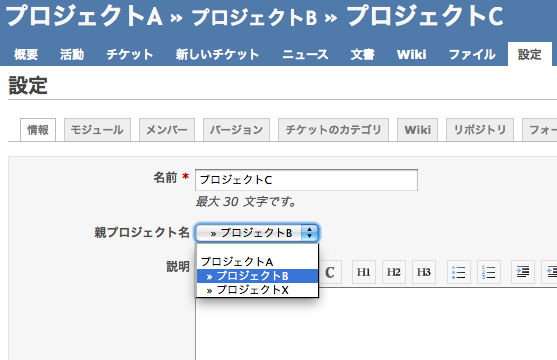 プロジェクトA » プロジェクトB » プロジェクトC
概要 活動 チケット 新しいチケット ニュース 文書 Wiki ファイル 設定
設定
情報 モジュール メンバー バージョン チケットのカテゴリ Wiki リポジトリ フォー
名前 * プロジェクトC
最大 30 文字です。
親プロジェクト名 » プロジェクトB
プロジェクトA
» プロジェクトB
» プロジェクトX
説明 C H1 H2 H3